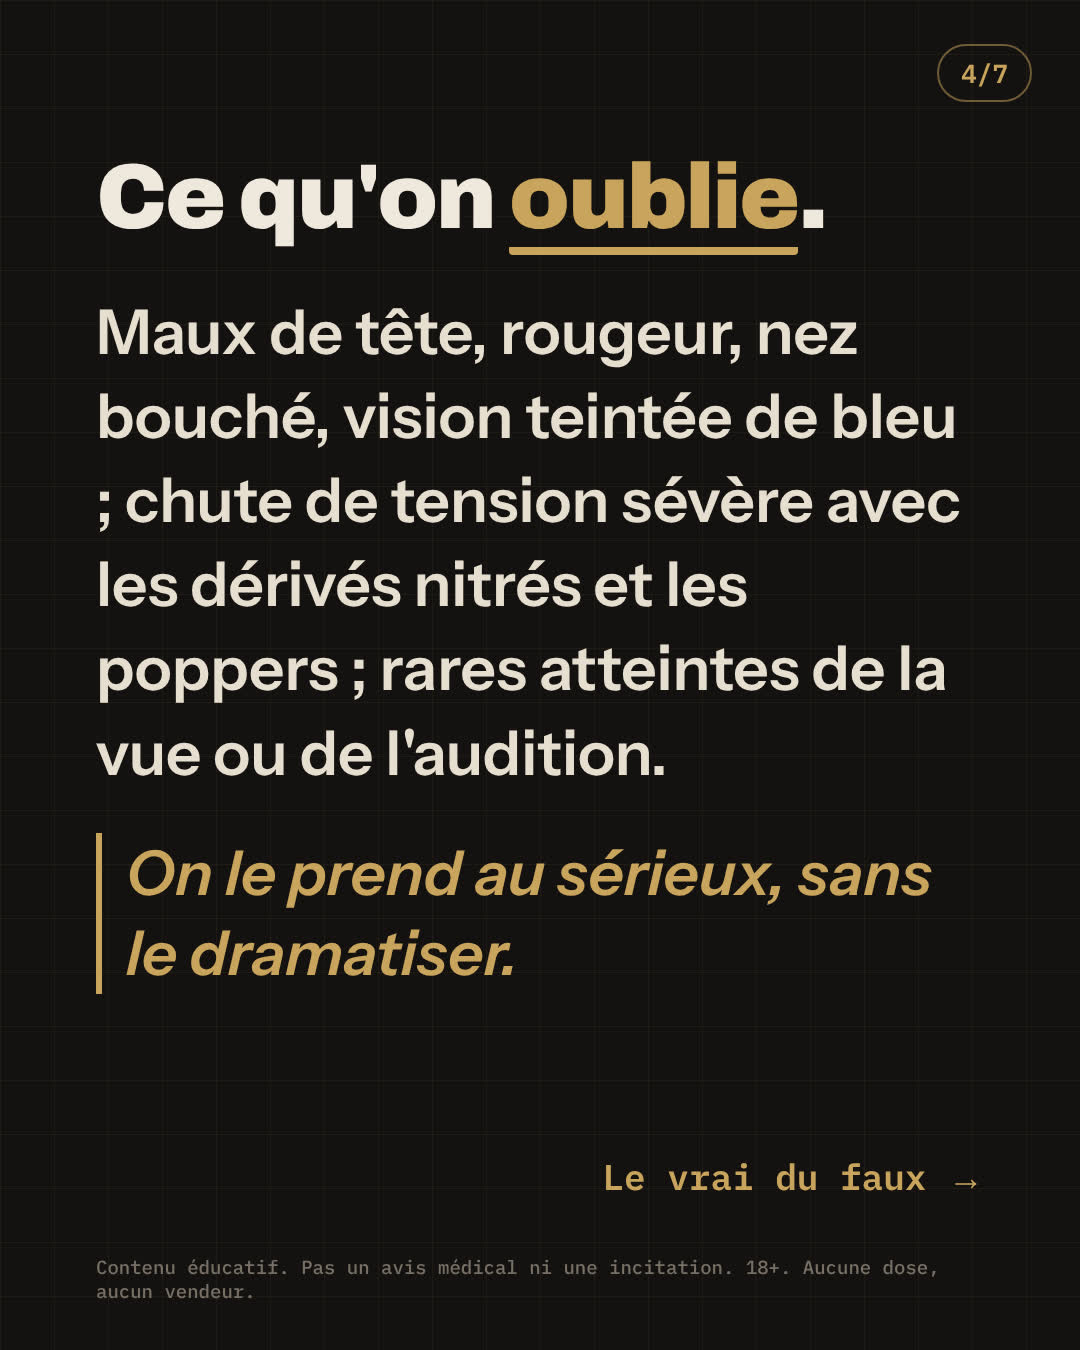 4/7
Ce qu'on oublie.
Maux de tête, rougeur, nez
bouché, vision teintée de bleu
; chute de tension sévère avec
les dérivés nitrés et les
poppers ; rares atteintes de la
vue ou de l'audition.
On le prend au sérieux, sans
le dramatiser.
Le vrai du faux →
Contenu éducatif. Pas un avis médical ni une incitation. 18+. Aucune dose,
aucun vendeur.